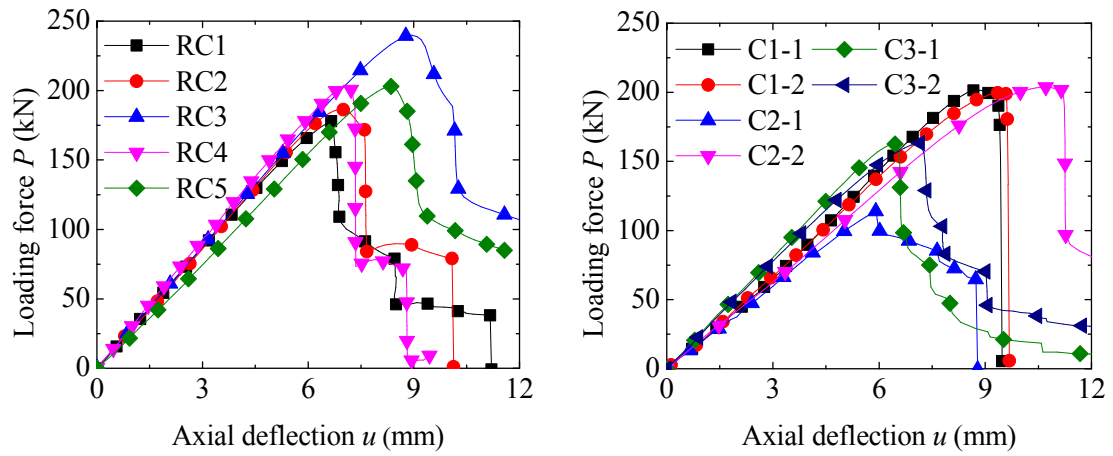 250
200
150
100
50
0
Loading force P (kN)
RC1
RC2
RC3
RC4
RC5
0 3 6 9 12
Axial deflection u (mm)
250
200
150
100
50
0
Loading force P (kN)
C1-1 C3-1
C1-2 C3-2
C2-1
C2-2
0 3 6 9 12
Axial deflection u (mm)